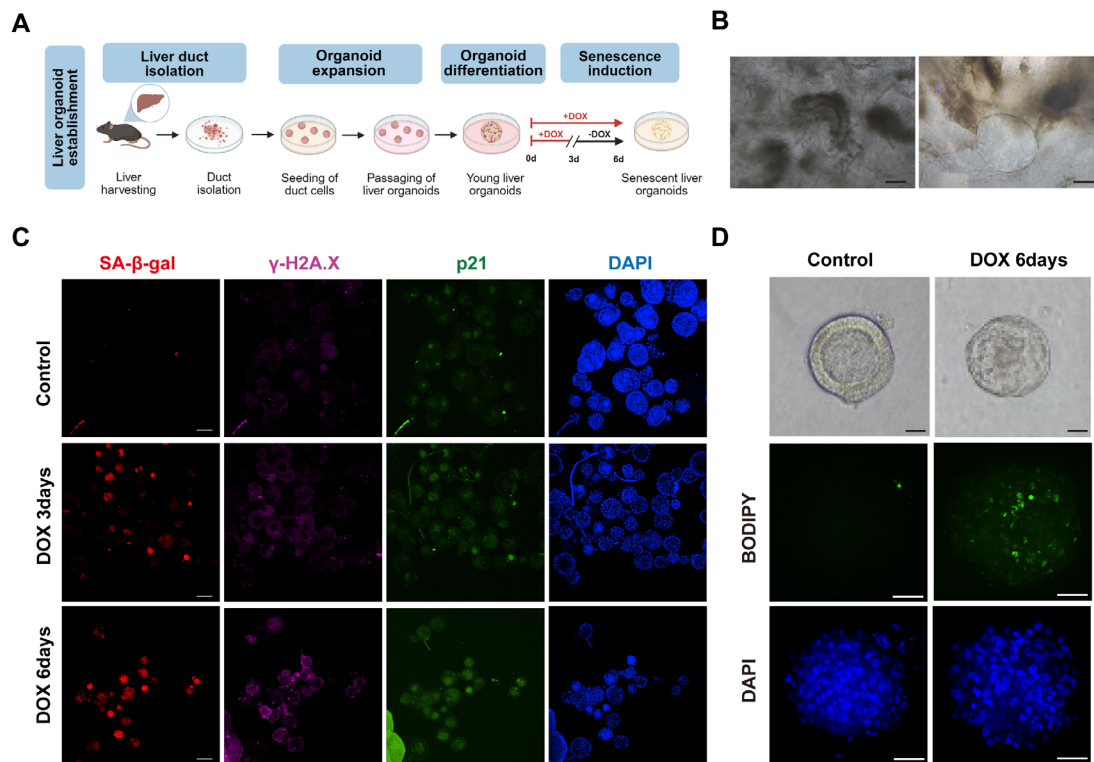 A
Liver organoid
establishment
Liver duct
isolation
Organoid
expansion
Organoid
differentiation
Senescence
induction
+DOX
+DOX
-DOX
0d
3d
6d
Liver
harvesting
Duct
isolation
Seeding of
duct cells
Passaging of
liver organoids
Young liver
organoids
Senescent liver
organoids
B
C
SA-β-gal
γ-H2A.X
p21
DAPI
Control
DOX 3days
DOX 6days
D
Control
DOX 6days
BODIPY
DAPI